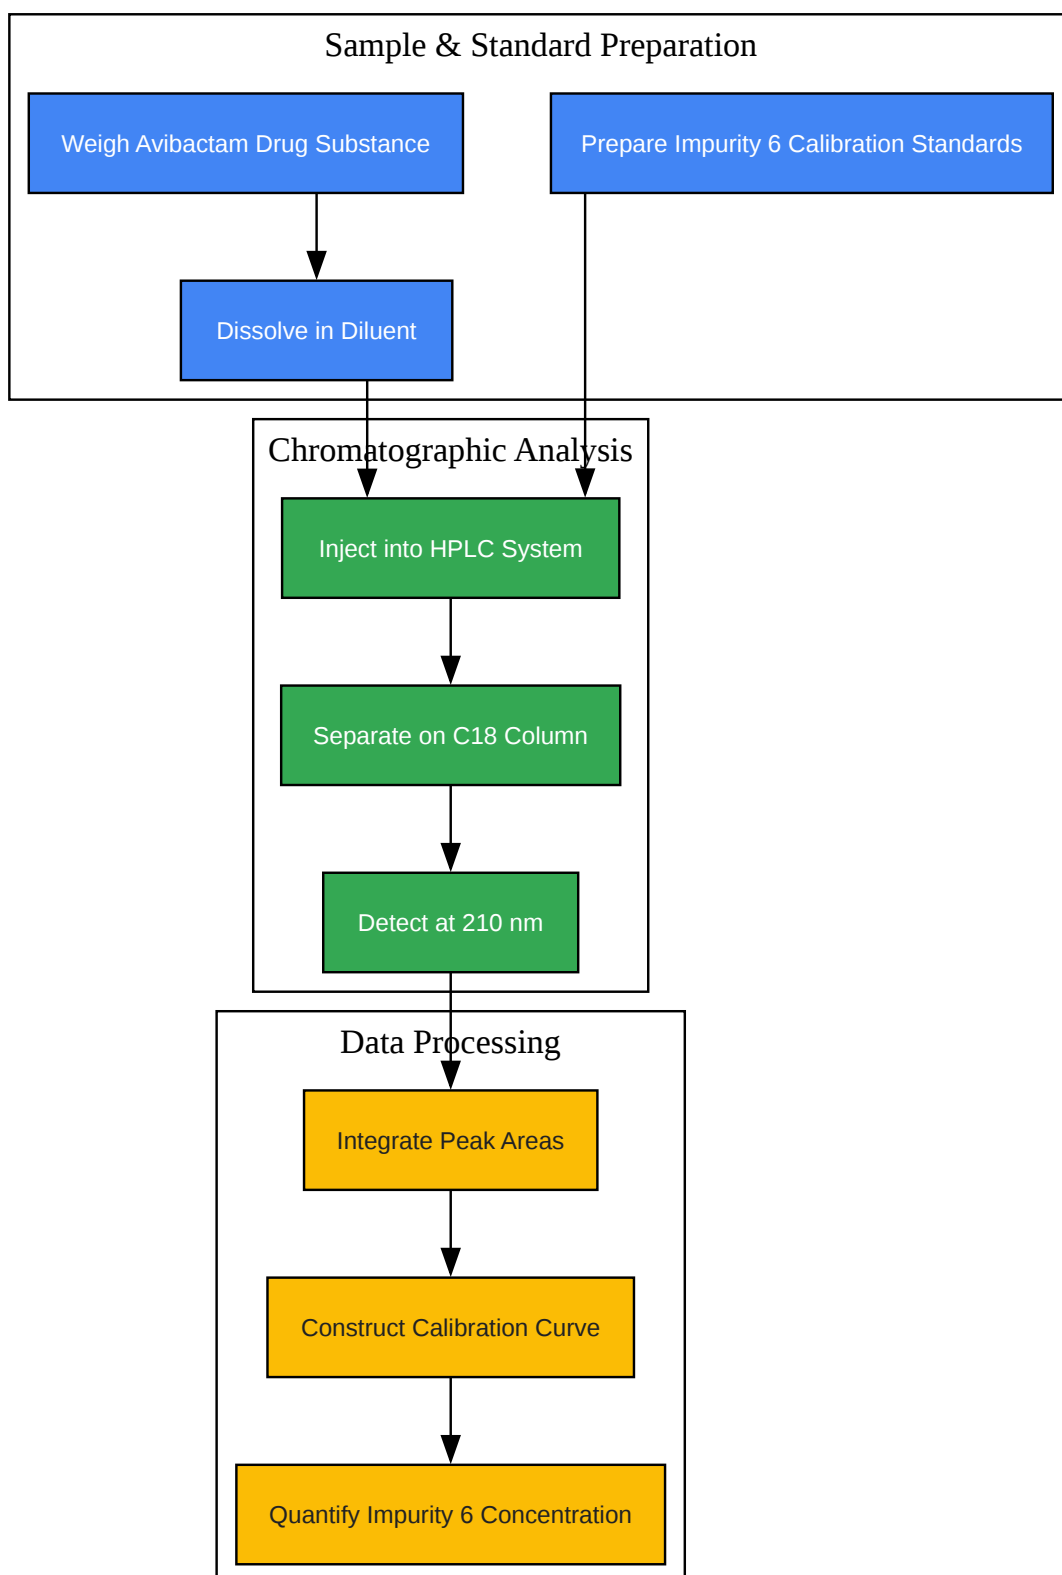 Sample & Standard Preparation
Weigh Avibactam Drug Substance
Prepare Impurity 6 Calibration Standards
Dissolve in Diluent
Chromatographic Analysis
Inject into HPLC System
Separate on C18 Column
Detect at 210 nm
Data Processing
Integrate Peak Areas
Construct Calibration Curve
Quantify Impurity 6 Concentration